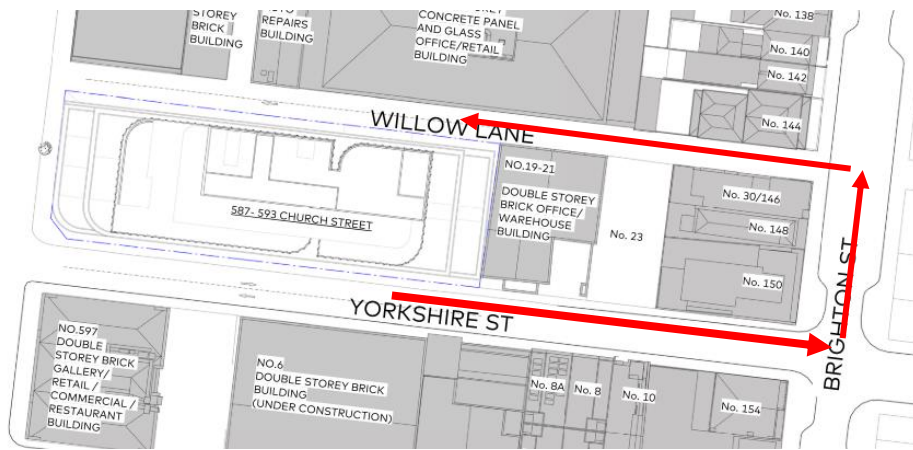 STOREY
BRICK
BUILDING
REPAIRS
BUILDING
CONCRETE PANEL
AND GLASS
OFFICE/RETAIL
BUILDING
No. 138
No. 140
No. 142
No. 144
WILLOW LANE
NO.19-21
DOUBLE STOREY
BRICK OFFICE/
WAREHOUSE
BUILDING
No. 23
No. 30/146
No. 148
No. 150
587- 593 CHURCH STREET
YORKSHIRE ST
BRIGHTON ST
NO.597
DOUBLE
STOREY BRICK
GALLERY/
RETAIL /
COMMERCIAL /
RESTAURANT
BUILDING
NO.6
DOUBLE STOREY BRICK
BUILDING
(UNDER CONSTRUCTION)
No. 8A
No. 8
No. 10
No. 154